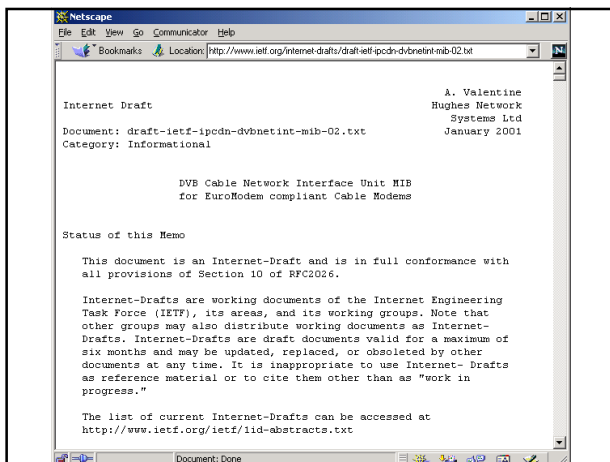 Netscape
File Edit View Go Communicator Help
Bookmarks Location: http://www.ietf.org/internet-drafts/draft-ietf-ipcdn-dvbnetint-mib-02.txt
A. Valentine
Internet Draft Hughes Network
Systems Ltd
Document: draft-ietf-ipcdn-dvbnetint-mib-02.txt January 2001
Category: Informational
DVB Cable Network Interface Unit MIB
for EuroModem compliant Cable Modems
Status of this Memo
This document is an Internet-Draft and is in full conformance with
all provisions of Section 10 of RFC2026.
Internet-Drafts are working documents of the Internet Engineering
Task Force (IETF), its areas, and its working groups. Note that
other groups may also distribute working documents as Internet-
Drafts. Internet-Drafts are draft documents valid for a maximum of
six months and may be updated, replaced, or obsoleted by other
documents at any time. It is inappropriate to use Internet- Drafts
as reference material or to cite them other than as "work in
progress."
The list of current Internet-Drafts can be accessed at
http://www.ietf.org/ietf/1id-abstracts.txt
Document: Done